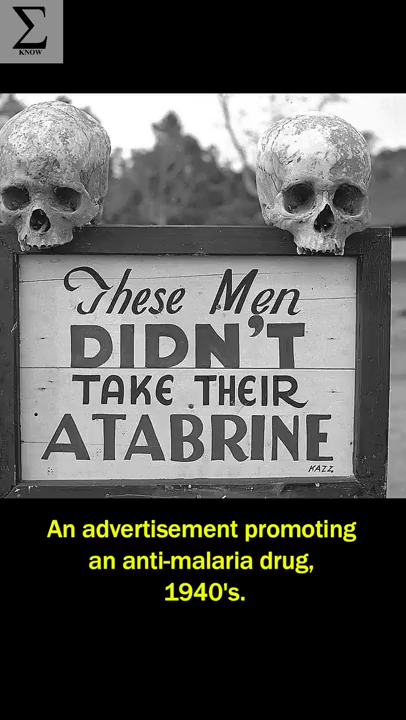 Σ
KNOW
These Men
DIDN'T
TAKE THEIR
ATABRINE
KAZZ
An advertisement promoting
an anti-malaria drug,
1940's.